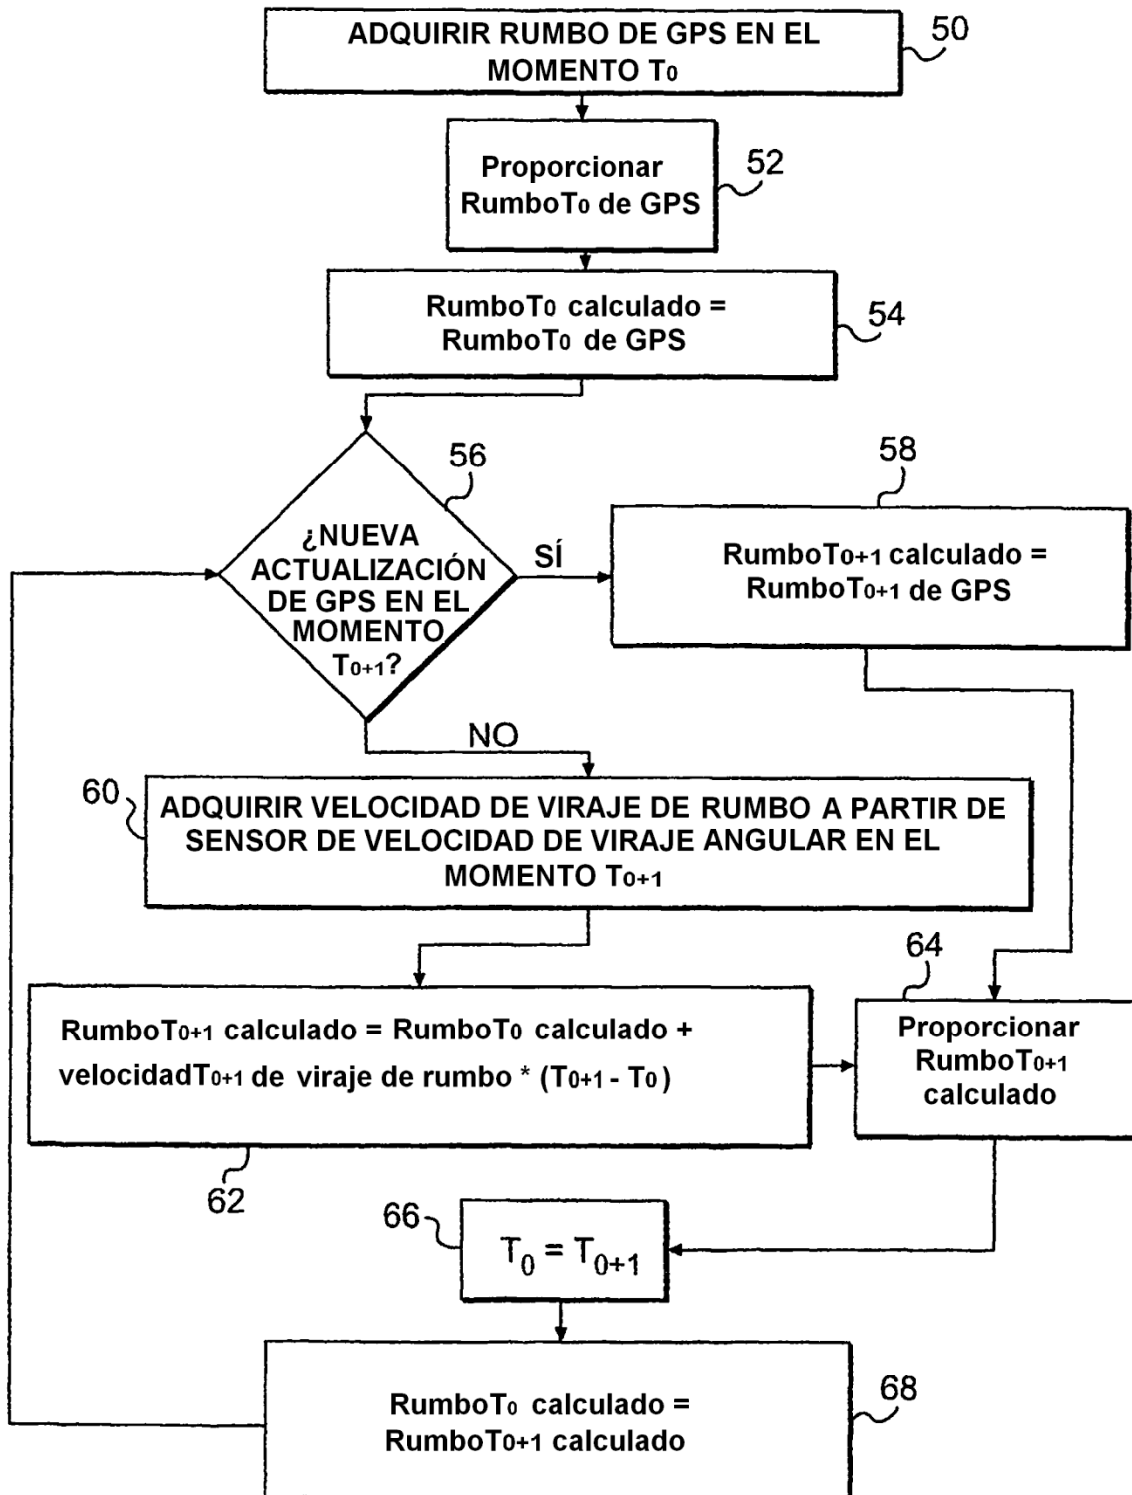 ADQUIRIR RUMBO DE GPS EN EL
MOMENTO T0
50
Proporcionar
RumboT0 de GPS
52
RumboT0 calculado =
RumboT0 de GPS
54
56
¿NUEVA
ACTUALIZACIÓN
DE GPS EN EL
MOMENTO
T0+1?
SÍ
58
RumboT0+1 calculado =
RumboT0+1 de GPS
NO
60
ADQUIRIR VELOCIDAD DE VIRAJE DE RUMBO A PARTIR DE
SENSOR DE VELOCIDAD DE VIRAJE ANGULAR EN EL
MOMENTO T0+1
RumboT0+1 calculado = RumboT0 calculado +
velocidadT0+1 de viraje de rumbo * (T0+1 - T0)
62
64
Proporcionar
RumboT0+1
calculado
66
T0 = T0+1
RumboT0 calculado =
RumboT0+1 calculado
68